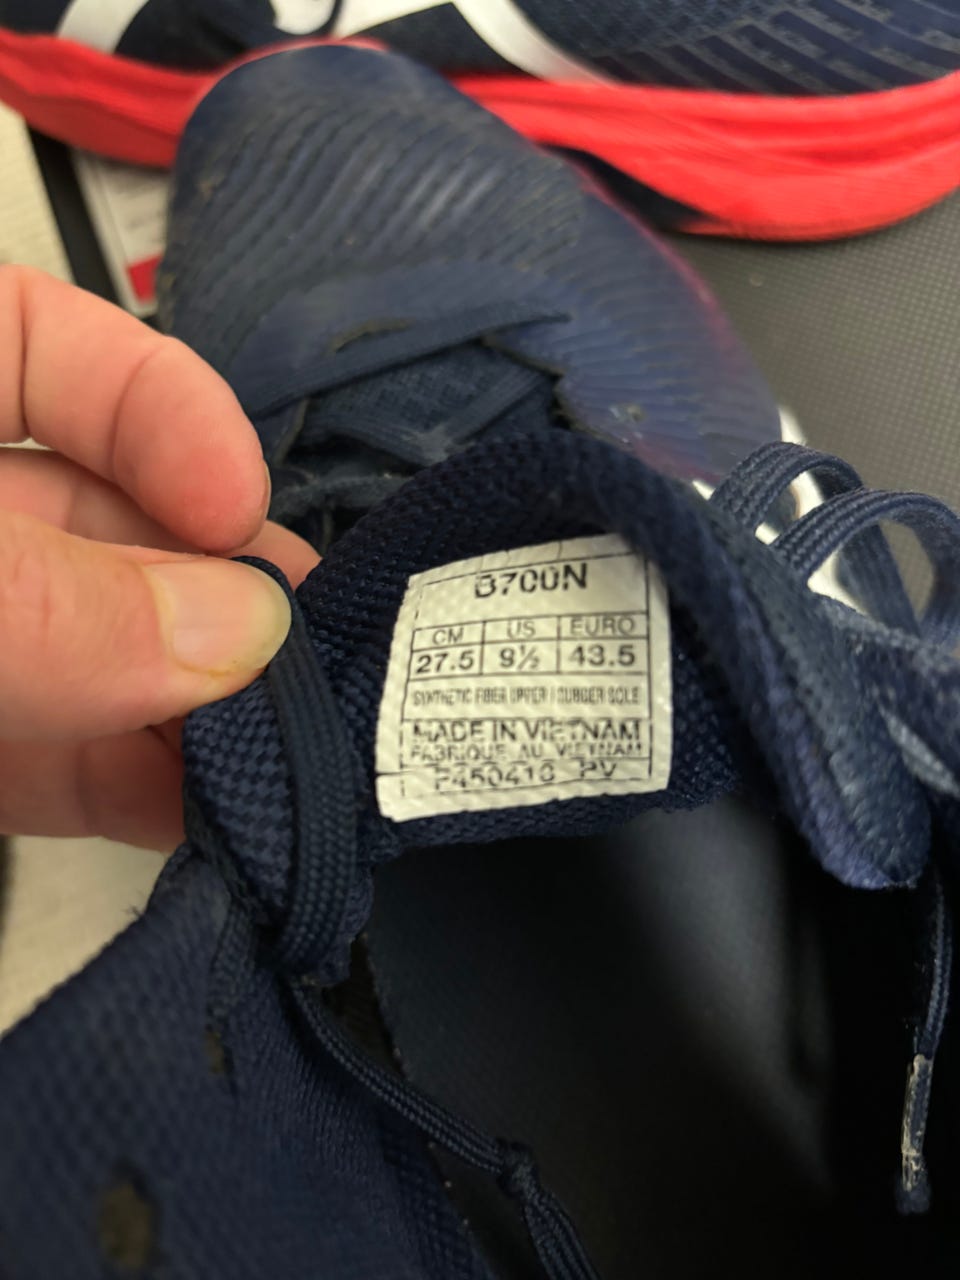 B700N
CM US EURO
27.5 9½ 43.5
SYNTHETIC FIBER UPPER / SOLE
MADE IN VIETNAM
FABRIQUE AU VIETNAM
PV